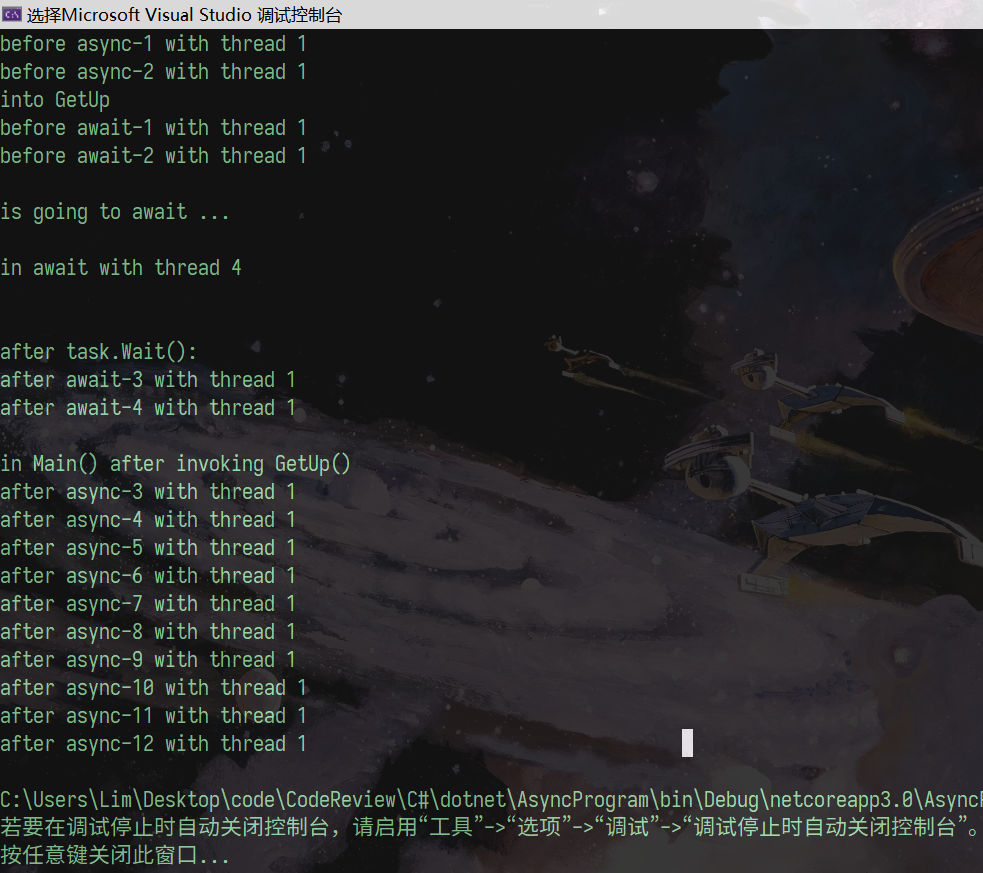 选择Microsoft Visual Studio 调试控制台
before async-1 with thread 1
before async-2 with thread 1
into GetUp
before await-1 with thread 1
before await-2 with thread 1
is going to await ...
in await with thread 4
after task.Wait():
after await-3 with thread 1
after await-4 with thread 1
in Main() after invoking GetUp()
after async-3 with thread 1
after async-4 with thread 1
after async-5 with thread 1
after async-6 with thread 1
after async-7 with thread 1
after async-8 with thread 1
after async-9 with thread 1
after async-10 with thread 1
after async-11 with thread 1
after async-12 with thread 1
C:\Users\Lim\Desktop\code\CodeReview\C#\dotnet\AsyncProgram\bin\Debug\netcoreapp3.0\Async
若要在调试停止时自动关闭控制台，请启用“工具”->“选项”->“调试”->“调试停止时自动关闭控制台”。
按任意键关闭此窗口...